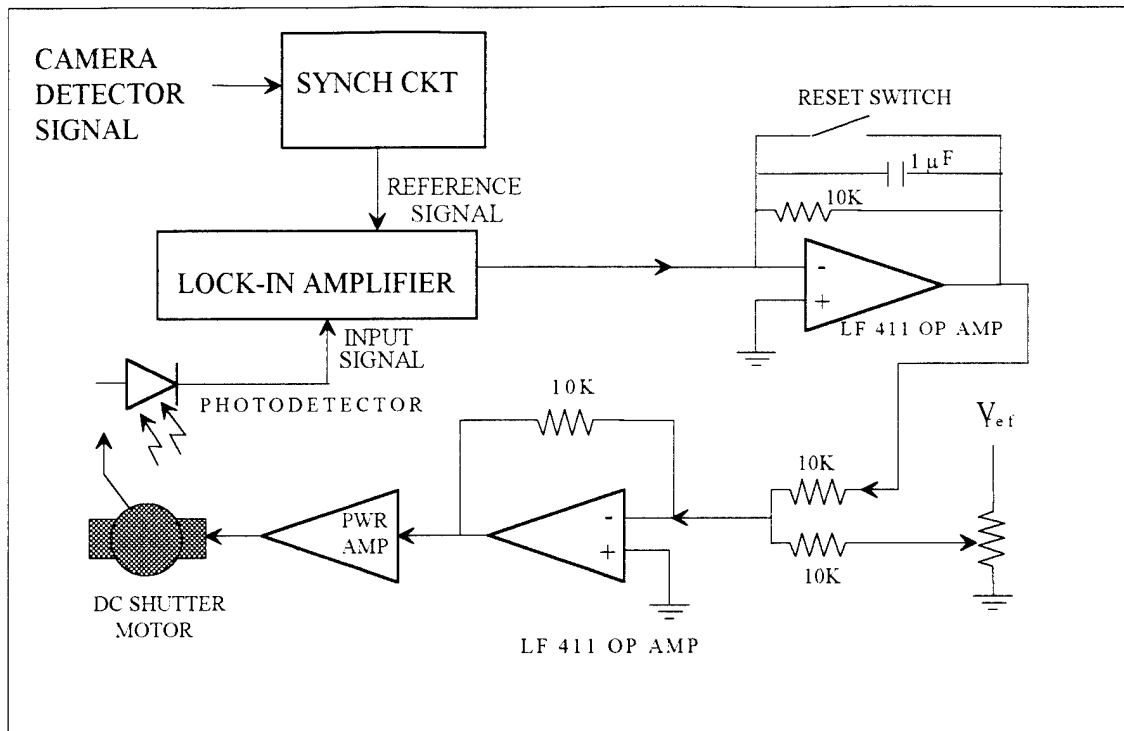 CAMERA
DETECTOR
SIGNAL
SYNCH CKT
RESET SWITCH
1 µF
10K
REFERENCE
SIGNAL
LOCK-IN AMPLIFIER
-
+
LF 411 OP AMP
INPUT
SIGNAL
PHOTODETECTOR
10K
Vref
10K
10K
-
+
PWR
AMP
DC SHUTTER
MOTOR
LF 411 OP AMP